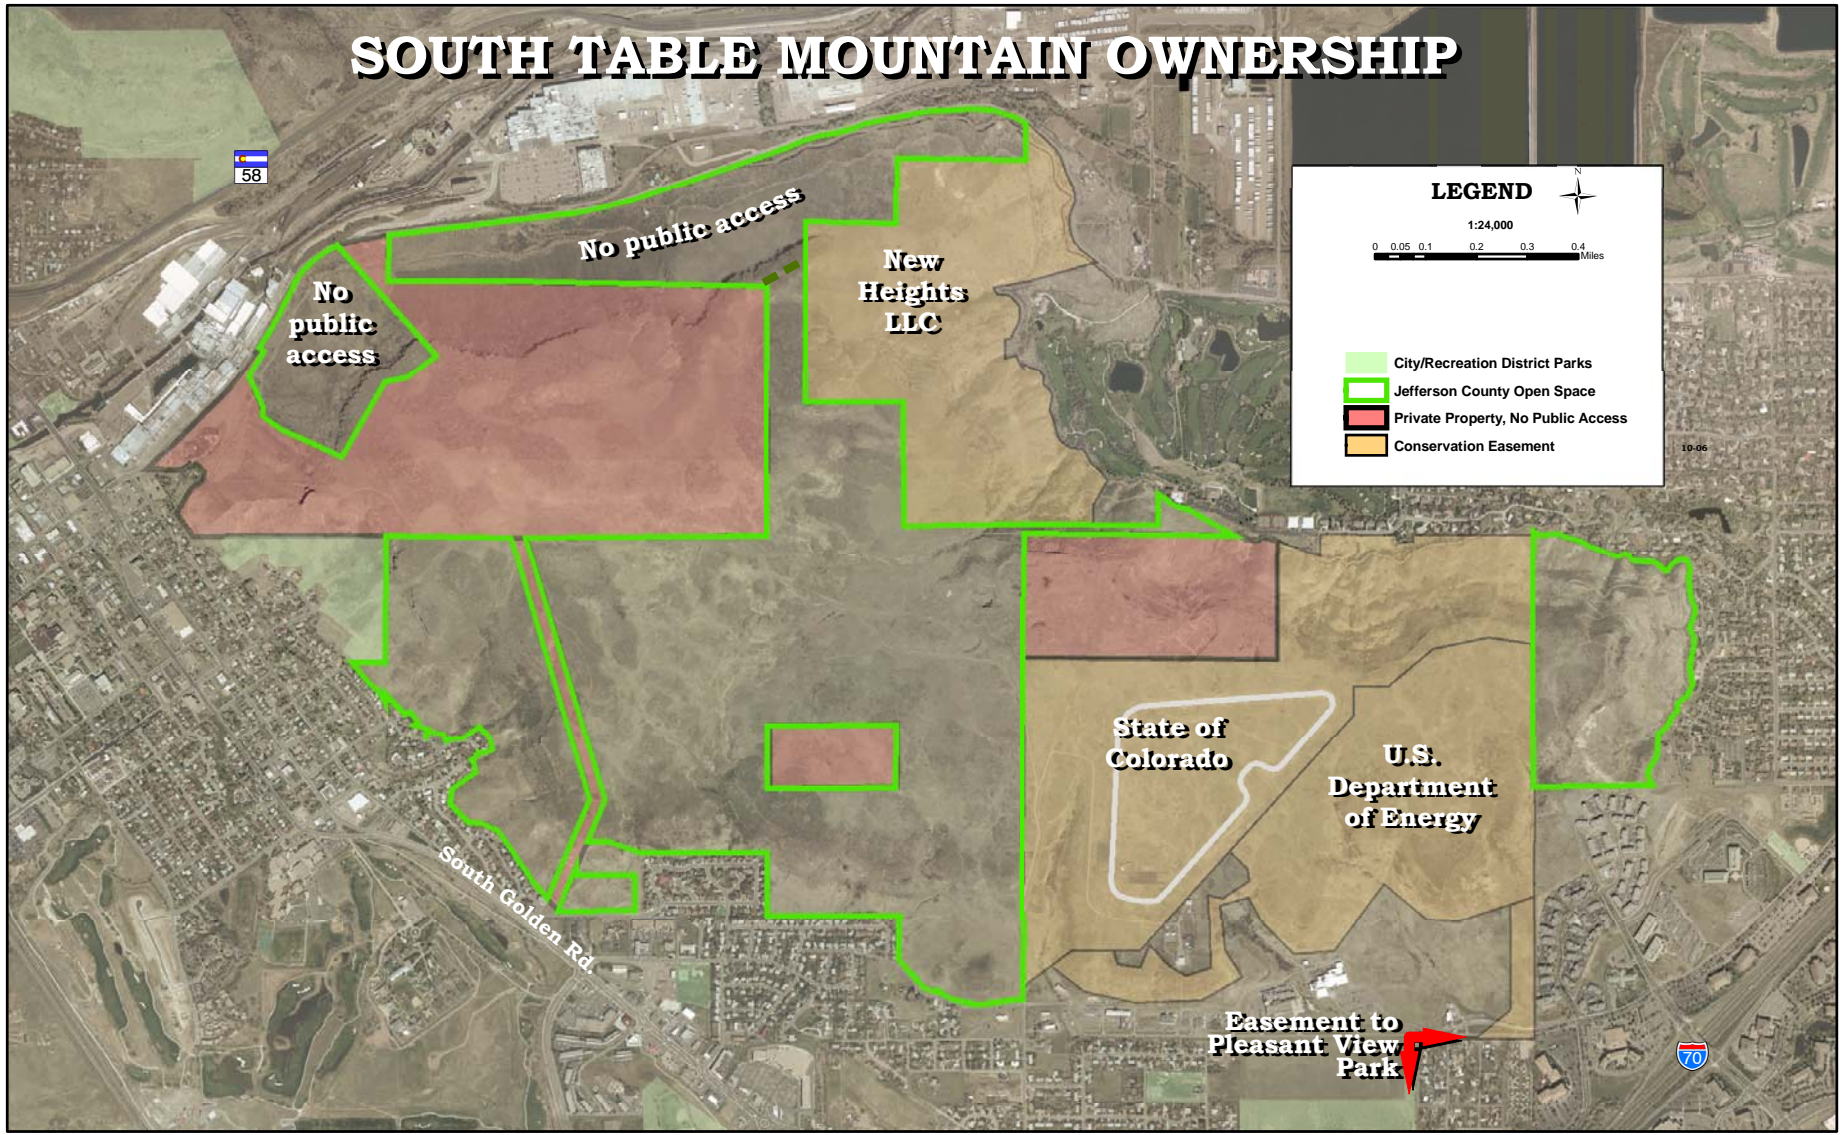 SOUTH TABLE MOUNTAIN OWNERSHIP
58
No public access
No
public
access
New
Heights
LLC
LEGEND
N
1:24,000
0 0.05 0.1 0.2 0.3 0.4
Miles
City/Recreation District Parks
Jefferson County Open Space
Private Property, No Public Access
Conservation Easement
10-06
State of
Colorado
U.S.
Department
of Energy
South Golden Rd.
Easement to
Pleasant View
Park
70